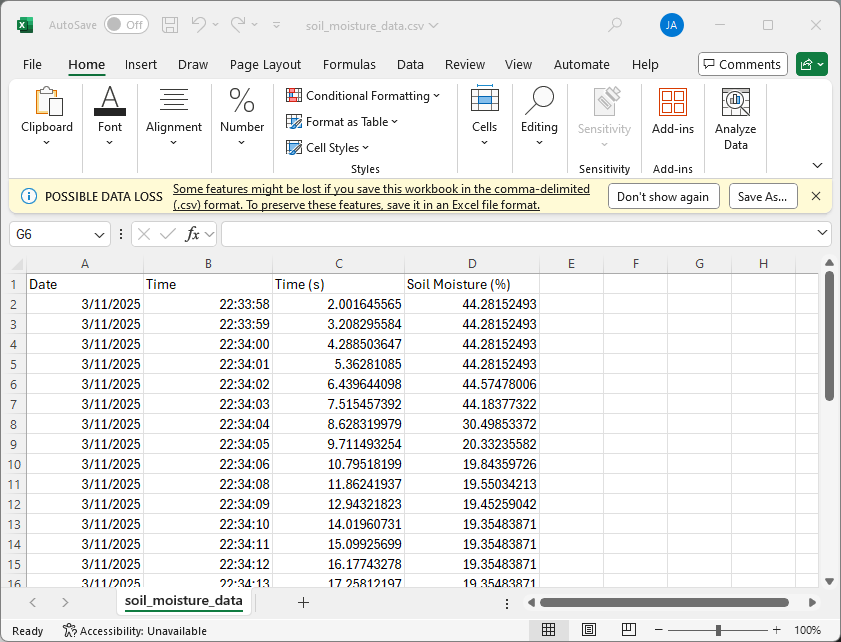 AutoSave Off soil_moisture_data.csv JA
File Home Insert Draw Page Layout Formulas Data Review View Automate Help Comments
Clipboard Font Alignment Number Conditional Formatting Format as Table Cell Styles Cells Editing Sensitivity Add-ins Analyze Data
Styles Sensitivity Add-ins
POSSIBLE DATA LOSS Some features might be lost if you save this workbook in the comma-delimited
(.csv) format. To preserve these features, save it in an Excel file format. Don't show again Save As...
G6 fx
A B C D E F G H
1 Date Time Time (s) Soil Moisture (%)
2 3/11/2025 22:33:58 2.001645565 44.28152493
3 3/11/2025 22:33:59 3.208295584 44.28152493
4 3/11/2025 22:34:00 4.288503647 44.28152493
5 3/11/2025 22:34:01 5.36281085 44.28152493
6 3/11/2025 22:34:02 6.439644098 44.57478006
7 3/11/2025 22:34:03 7.515457392 44.18377322
8 3/11/2025 22:34:04 8.628319979 30.49853372
9 3/11/2025 22:34:05 9.711493254 20.33235582
10 3/11/2025 22:34:06 10.79518199 19.84359726
11 3/11/2025 22:34:08 11.86241937 19.55034213
12 3/11/2025 22:34:09 12.94321823 19.45259042
13 3/11/2025 22:34:10 14.01960731 19.35483871
14 3/11/2025 22:34:11 15.09925699 19.35483871
15 3/11/2025 22:34:12 16.17743278 19.35483871
16 3/11/2025 22:34:13 17.25812197 19.35483871
soil_moisture_data
Ready Accessibility: Unavailable 100%